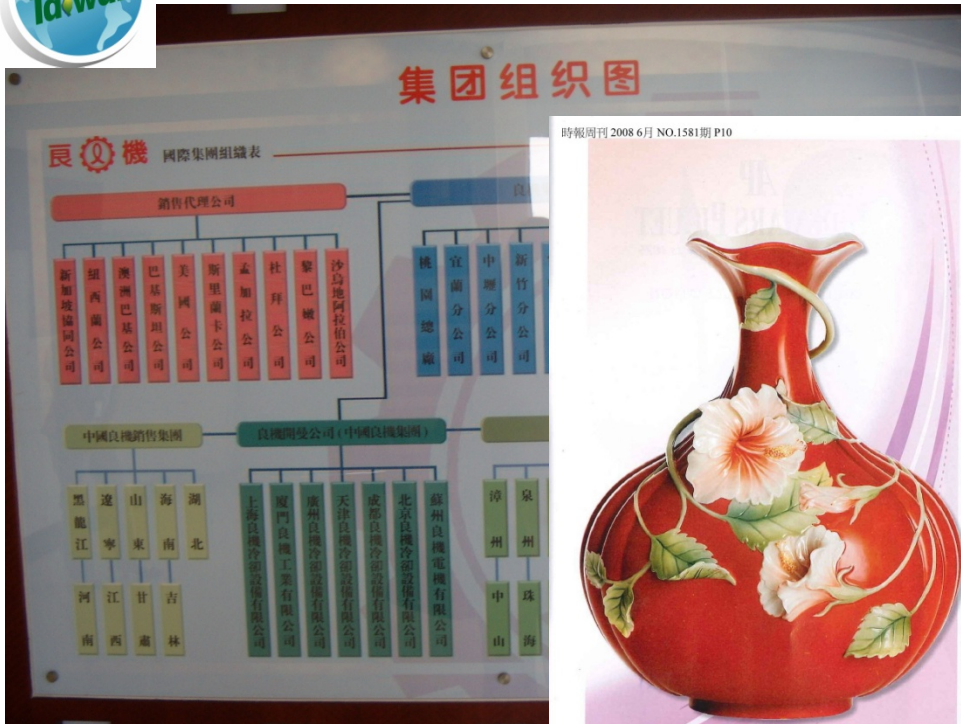 Taiwan
集团组织图
時報周刊 2008 6月 NO.1581期 P10
良機 國際集團組織表
銷售代理公司
新加坡協同公司
紐西蘭公司
澳洲巴基公司
巴基斯坦公司
美國公司
斯里蘭卡公司
孟加拉公司
杜拜公司
黎巴嫩公司
沙烏地阿拉伯公司
良
桃園總廠
宜蘭分公司
中壢分公司
新竹分公司
中國良機銷售集團
良機開曼公司(中國良機集團)
黑龍江
遼寧
山東
海南
湖北
河南
江西
甘肅
吉林
上海良機冷卻設備有限公司
廈門良機工業有限公司
廣州良機冷卻設備有限公司
天津良機冷卻設備有限公司
成都良機冷卻設備有限公司
北京良機冷卻設備有限公司
蘇州良機電機有限公司
漳州
泉州
中山
珠海